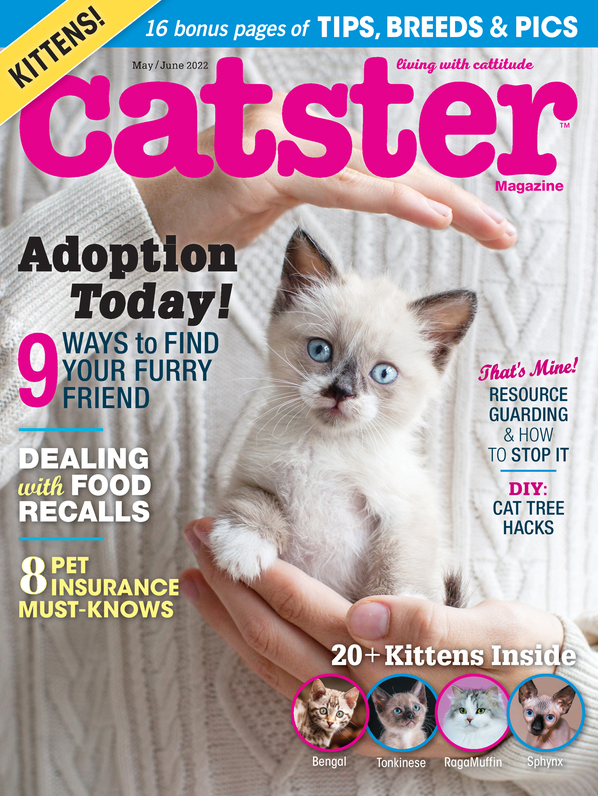 KITTENS!
16 bonus pages of TIPS, BREEDS & PICS
May/June 2022
living with cattitude
catster™
Magazine
Adoption
Today!
9 WAYS to FIND
YOUR FURRY
FRIEND
DEALING
with FOOD
RECALLS
8 PET
INSURANCE
MUST-KNOWS
That's Mine!
RESOURCE
GUARDING
& HOW
TO STOP IT
DIY:
CAT TREE
HACKS
20+ Kittens Inside
Bengal
Tonkinese
RagaMuffin
Sphynx